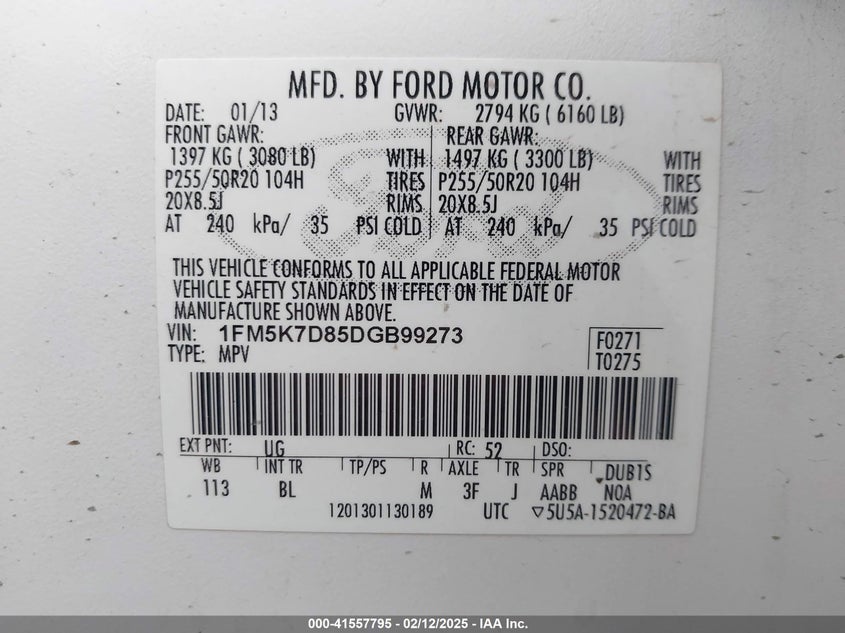 MFD. BY FORD MOTOR CO.
DATE: 01/13 GVWR: 2794 KG ( 6160 LB)
FRONT GAWR: REAR GAWR:
1397 KG ( 3080 LB) WITH 1497 KG ( 3300 LB) WITH
P255/50R20 104H TIRES P255/50R20 104H TIRES
20X8.5J RIMS 20X8.5J RIMS
AT 240 kPa/ 35 PSI COLD AT 240 kPa/ 35 PSI COLD
Ford
THIS VEHICLE CONFORMS TO ALL APPLICABLE FEDERAL MOTOR
VEHICLE SAFETY STANDARDS IN EFFECT ON THE DATE OF
MANUFACTURE SHOWN ABOVE.
VIN: 1FM5K7D85DGB99273 F0271
TYPE: MPV T0275
EXT PNT: UG RC: 52 DSO:
WB INT TR TP/PS R AXLE TR SPR DUB1S
113 BL M 3F J AABB NOA
1201301130189 UTC ▽5U5A-1520472-BA
000-41557795 - 02/12/2025 - IAA Inc.